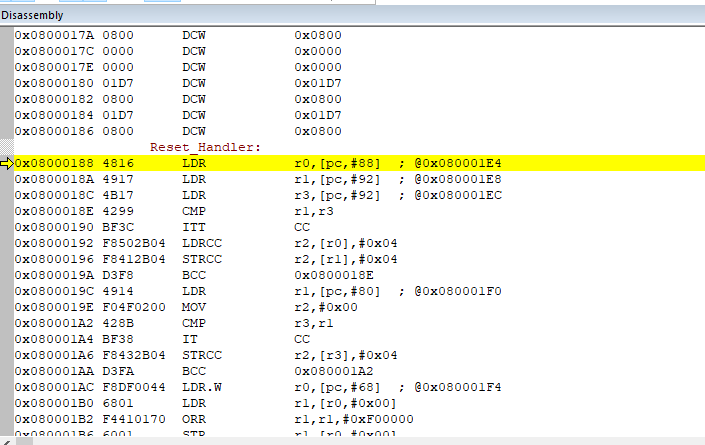 Disassembly
0x0800017A 0800 DCW 0x0800
0x0800017C 0000 DCW 0x0000
0x0800017E 0000 DCW 0x0000
0x08000180 01D7 DCW 0x01D7
0x08000182 0800 DCW 0x0800
0x08000184 01D7 DCW 0x01D7
0x08000186 0800 DCW 0x0800
Reset_Handler:
0x08000188 4816 LDR r0,[pc,#88] ; @0x080001E4
0x0800018A 4917 LDR r1,[pc,#92] ; @0x080001E8
0x0800018C 4B17 LDR r3,[pc,#92] ; @0x080001EC
0x0800018E 4299 CMP r1,r3
0x08000190 BF3C ITT CC
0x08000192 F8502B04 LDRCC r2,[r0],#0x04
0x08000196 F8412B04 STRCC r2,[r1],#0x04
0x0800019A D3F8 BCC 0x0800018E
0x0800019C 4914 LDR r1,[pc,#80] ; @0x080001F0
0x0800019E F04F0200 MOV r2,#0x00
0x080001A2 428B CMP r3,r1
0x080001A4 BF38 IT CC
0x080001A6 F8432B04 STRCC r2,[r3],#0x04
0x080001AA D3FA BCC 0x080001A2
0x080001AC F8DF0044 LDR.W r0,[pc,#68] ; @0x080001F4
0x080001B0 6801 LDR r1,[r0,#0x00]
0x080001B2 F4410170 ORR r1,r1,#0xF00000
0x080001B6 6001 STR r1,[r0,#0x00]